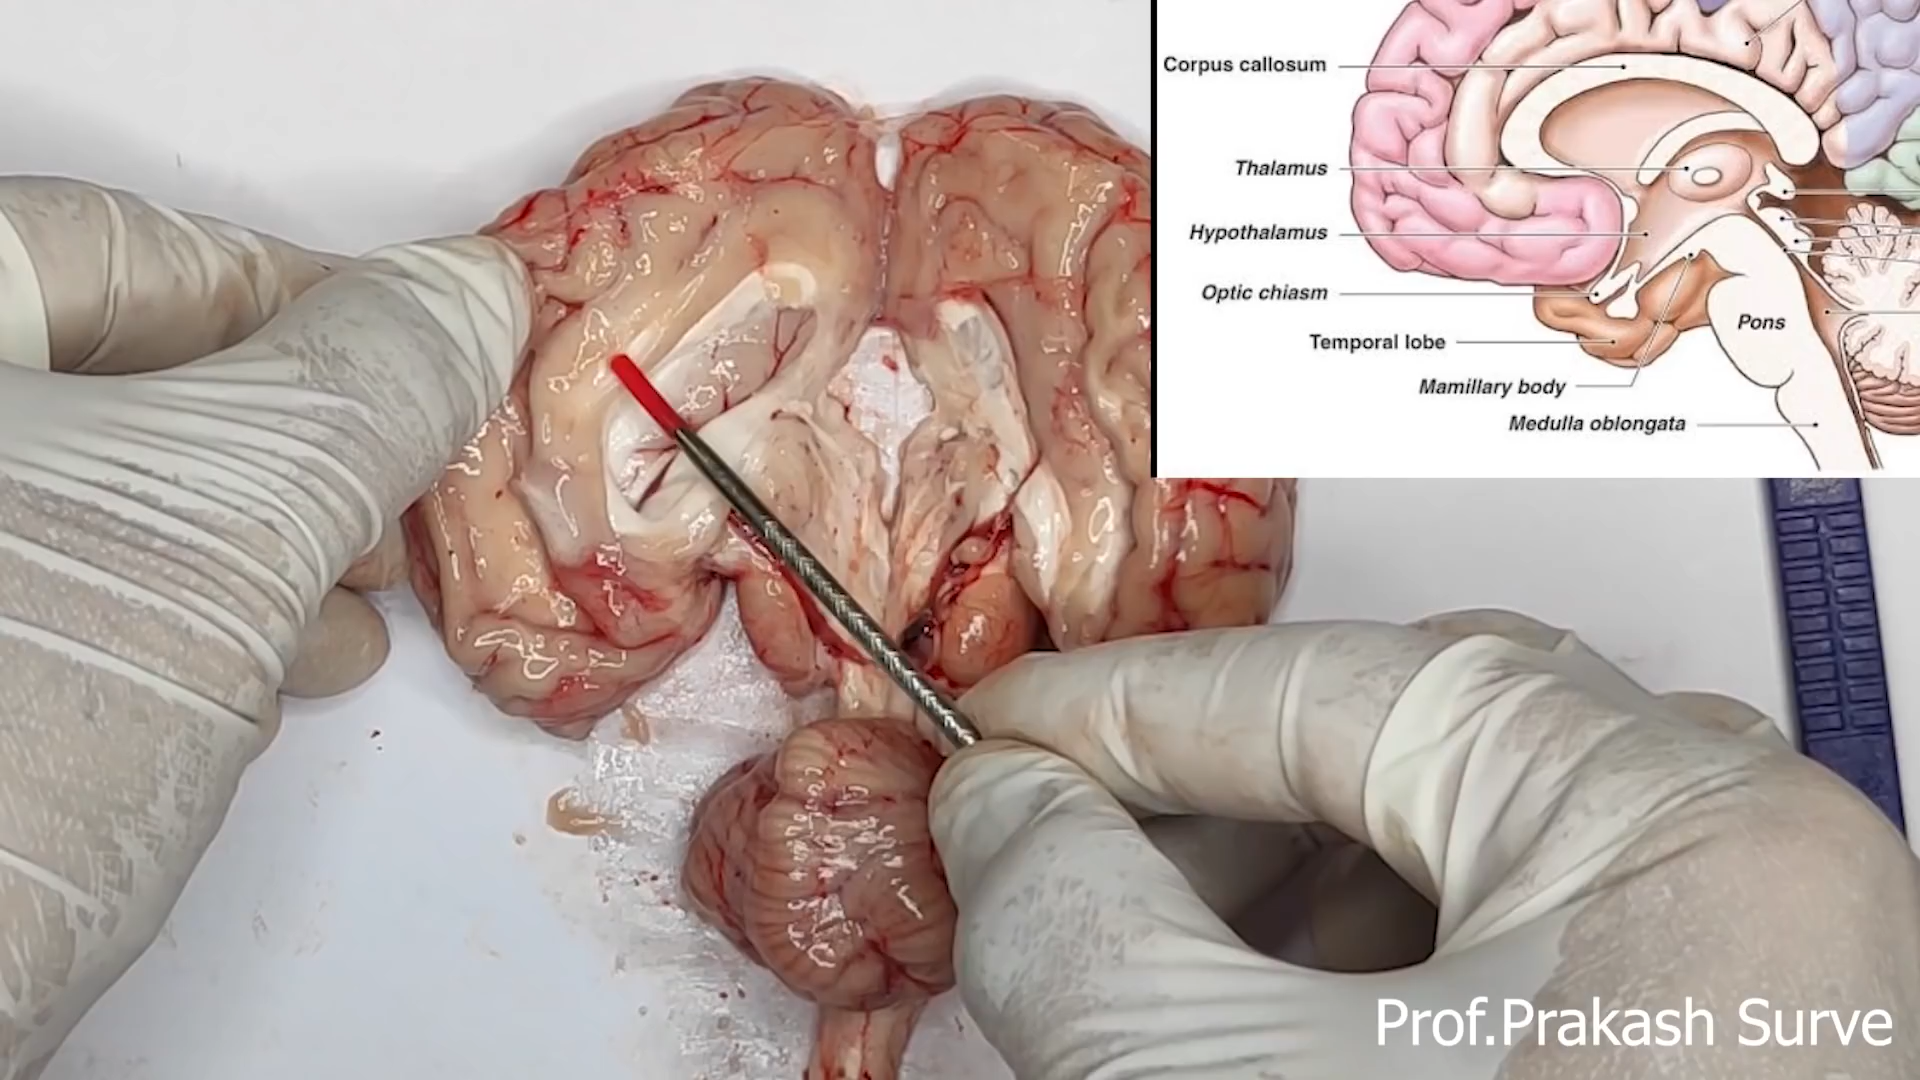 Corpus callosum
Thalamus
Hypothalamus
Optic chiasm
Temporal lobe
Pons
Mamillary body
Medulla oblongata
Prof.Prakash Surve